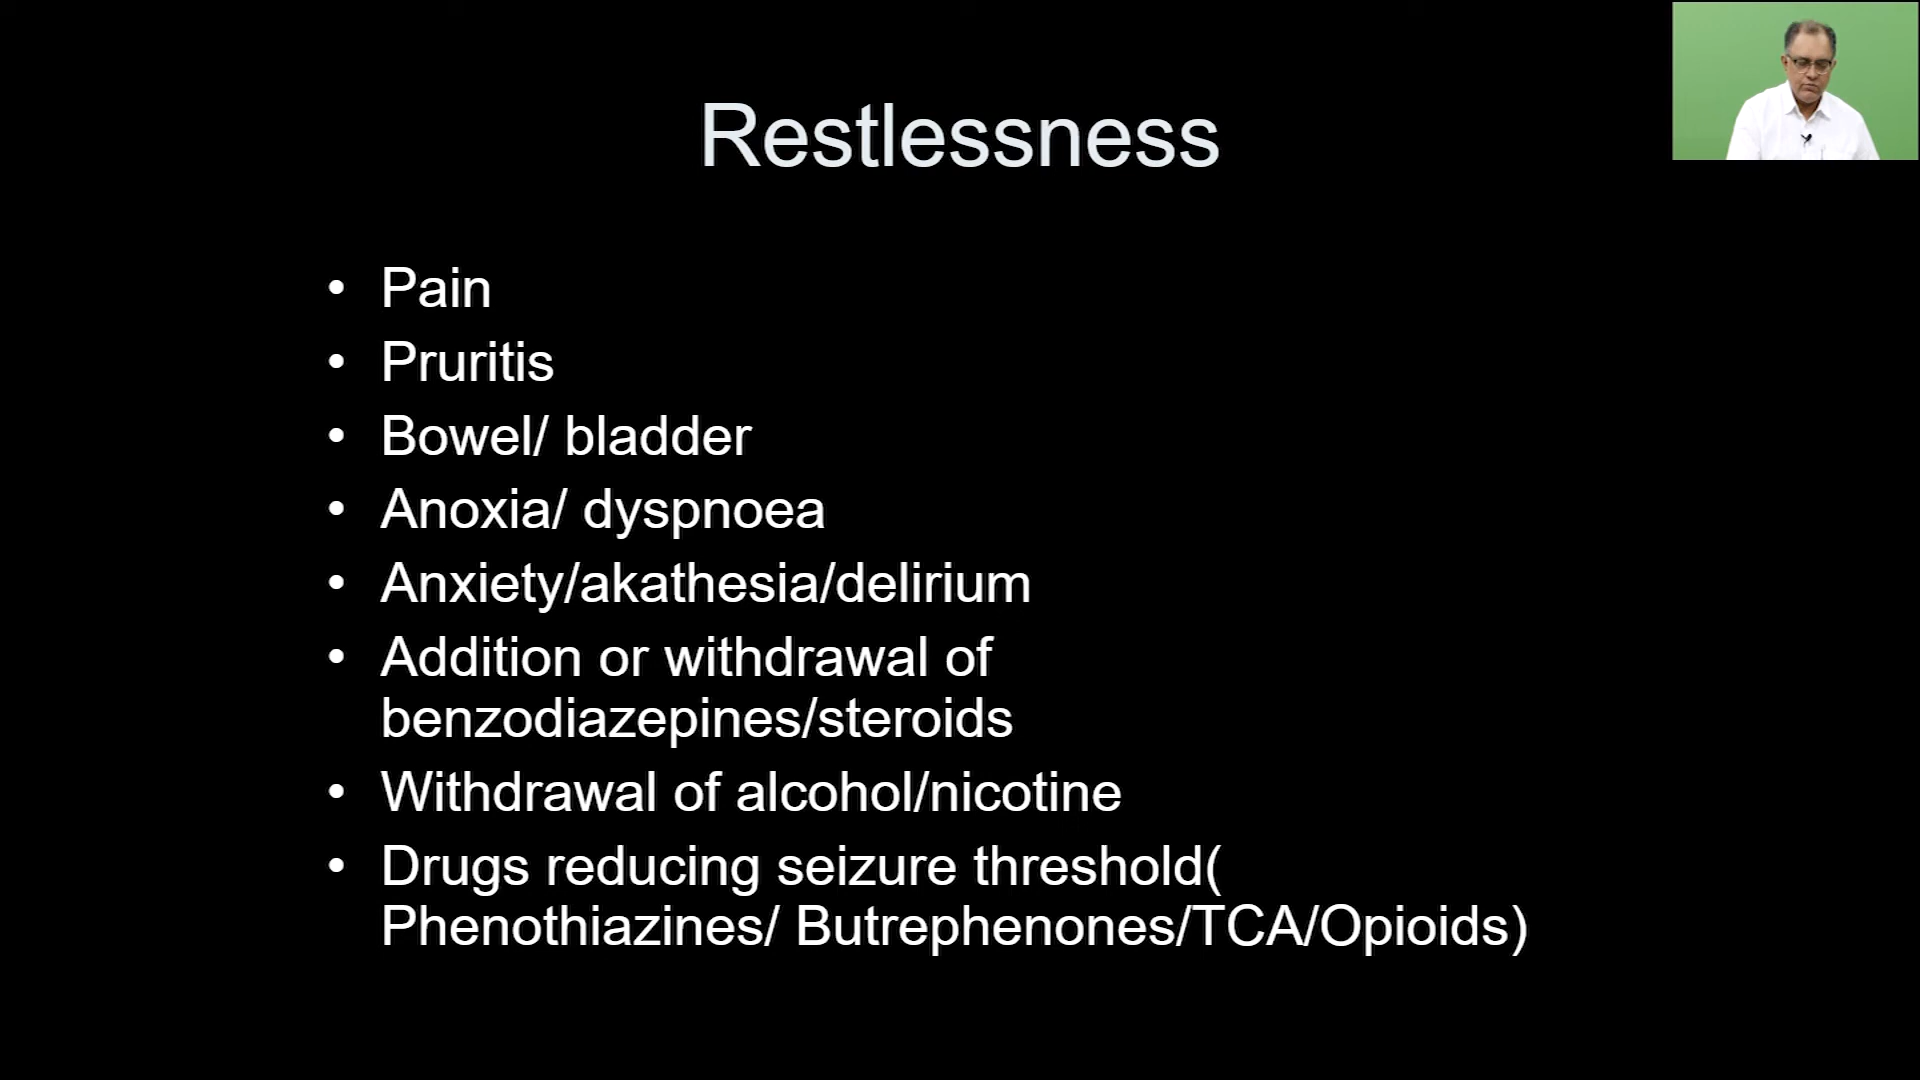 Restlessness
• Pain
• Pruritis
• Bowel/ bladder
• Anoxia/ dyspnoea
• Anxiety/akathesia/delirium
• Addition or withdrawal of
benzodiazepines/steroids
• Withdrawal of alcohol/nicotine
• Drugs reducing seizure threshold(
Phenothiazines/ Butrephenones/TCA/Opioids)